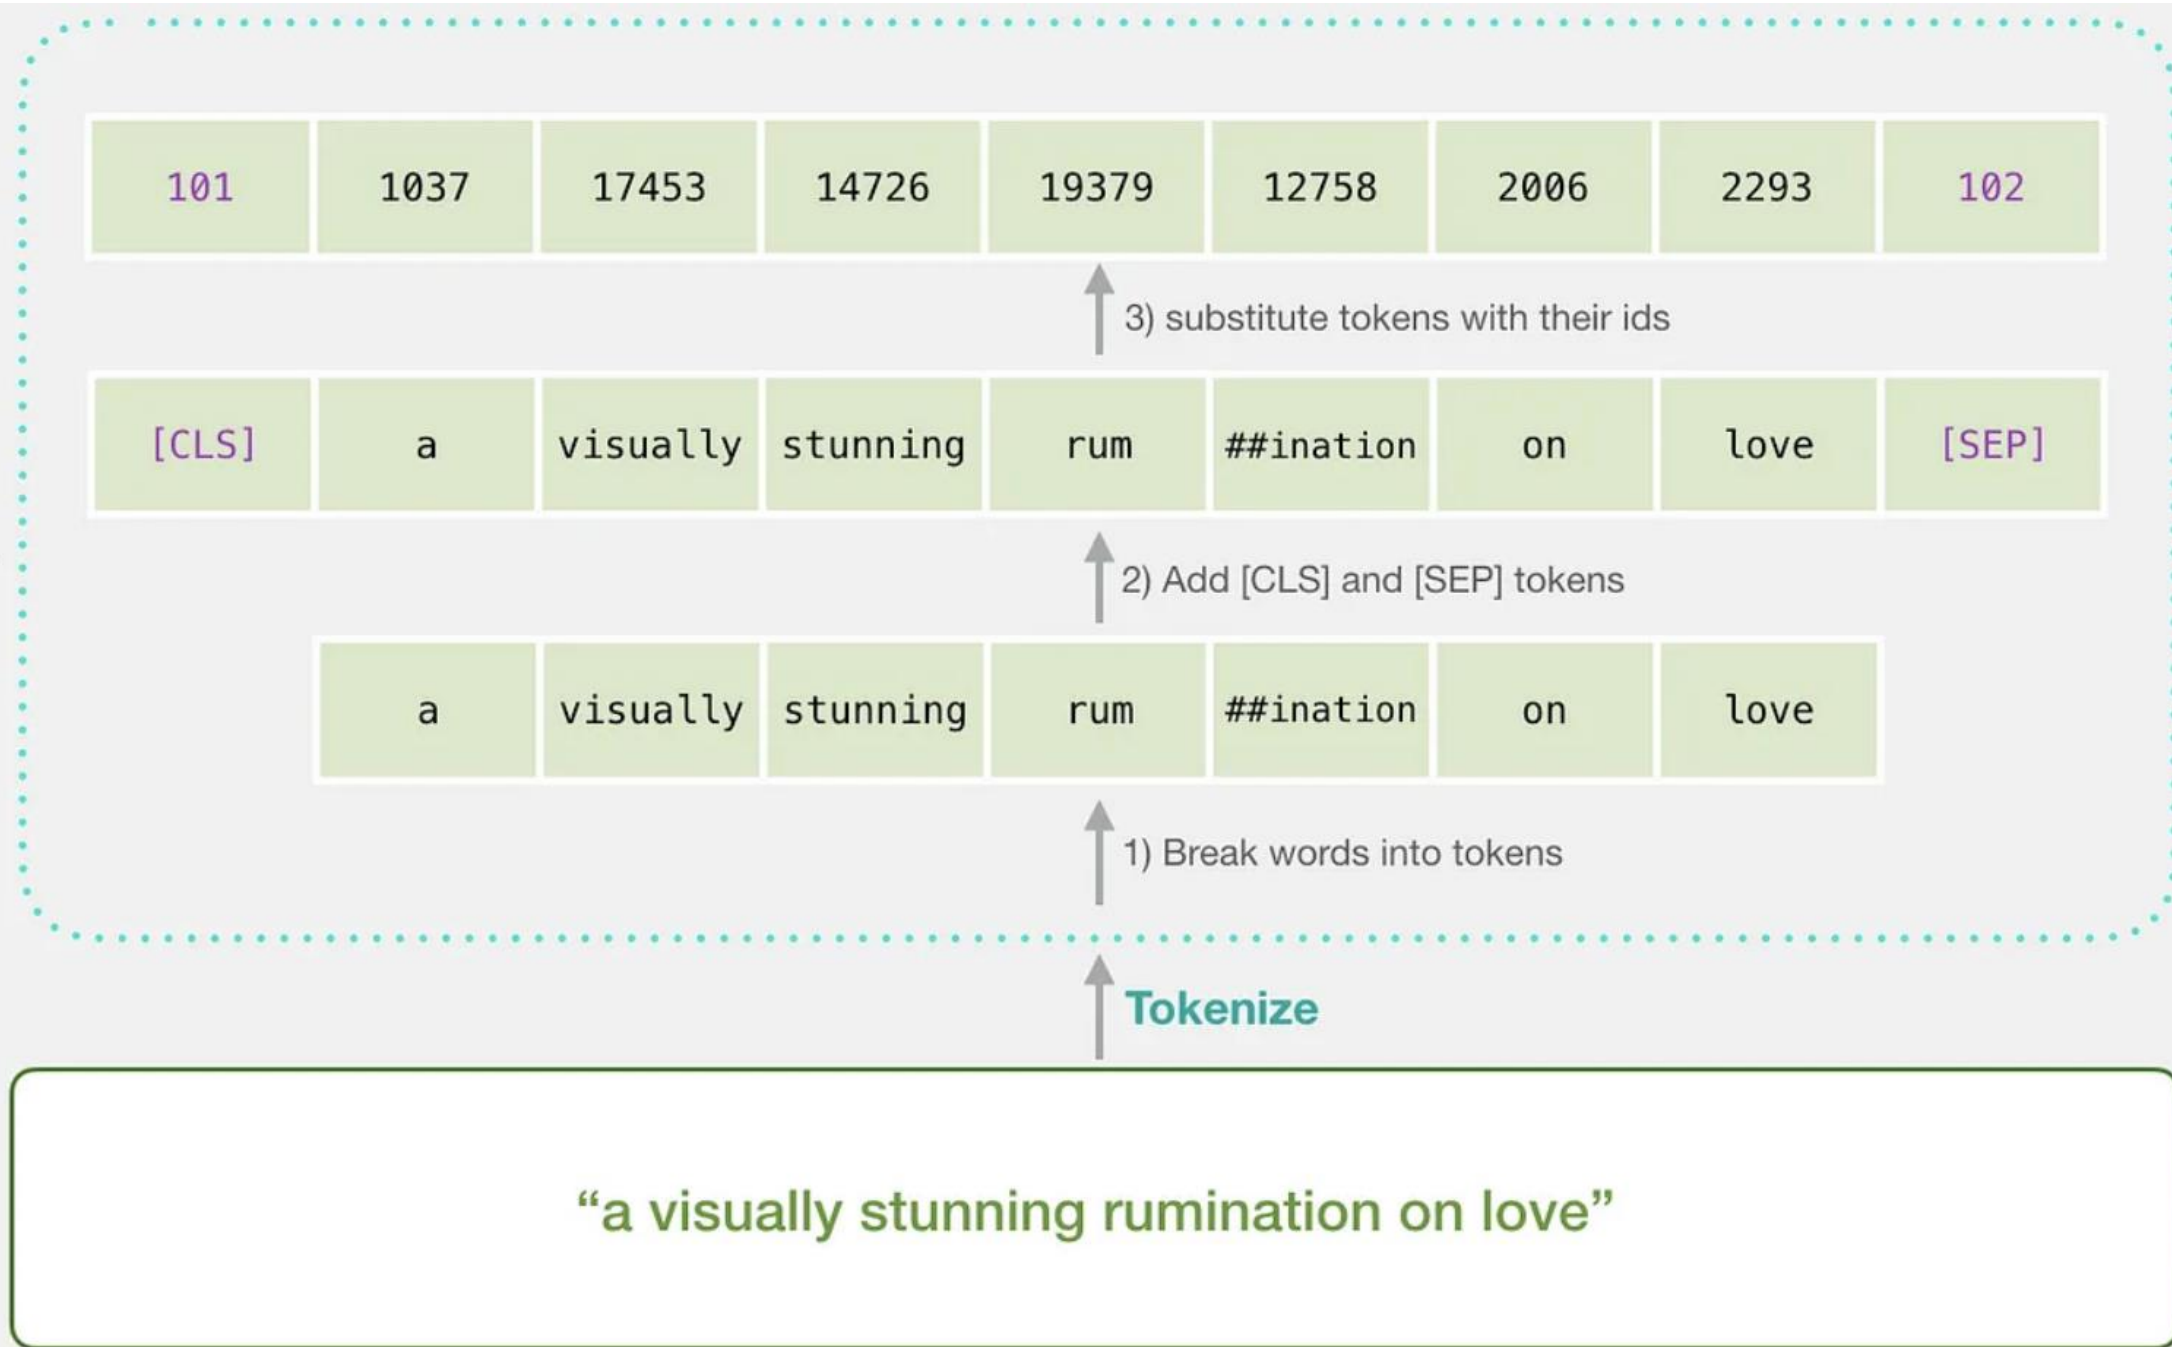 101 1037 17453 14726 19379 12758 2006 2293 102
3) substitute tokens with their ids
[CLS] a visually stunning rum ##ination on love [SEP]
2) Add [CLS] and [SEP] tokens
a visually stunning rum ##ination on love
1) Break words into tokens
Tokenize
“a visually stunning rumination on love”